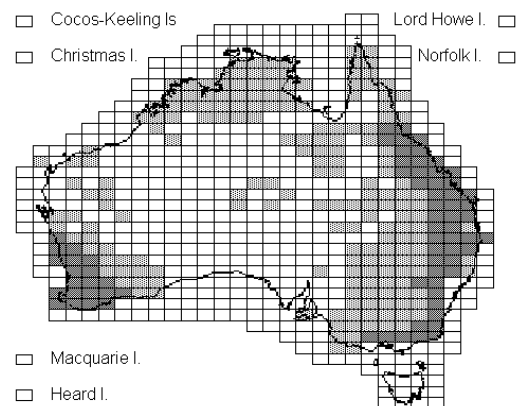 Cocos-Keeling Is
Lord Howe I.
Christmas I.
Norfolk I.
Macquarie I.
Heard I.